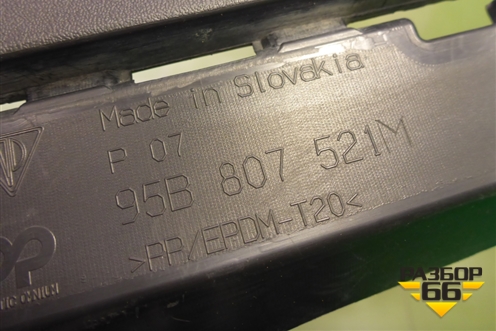 Made in Slovakia
P 07
95B 807 521M
>PP/EPDM-T20<
РАЗБОР
66